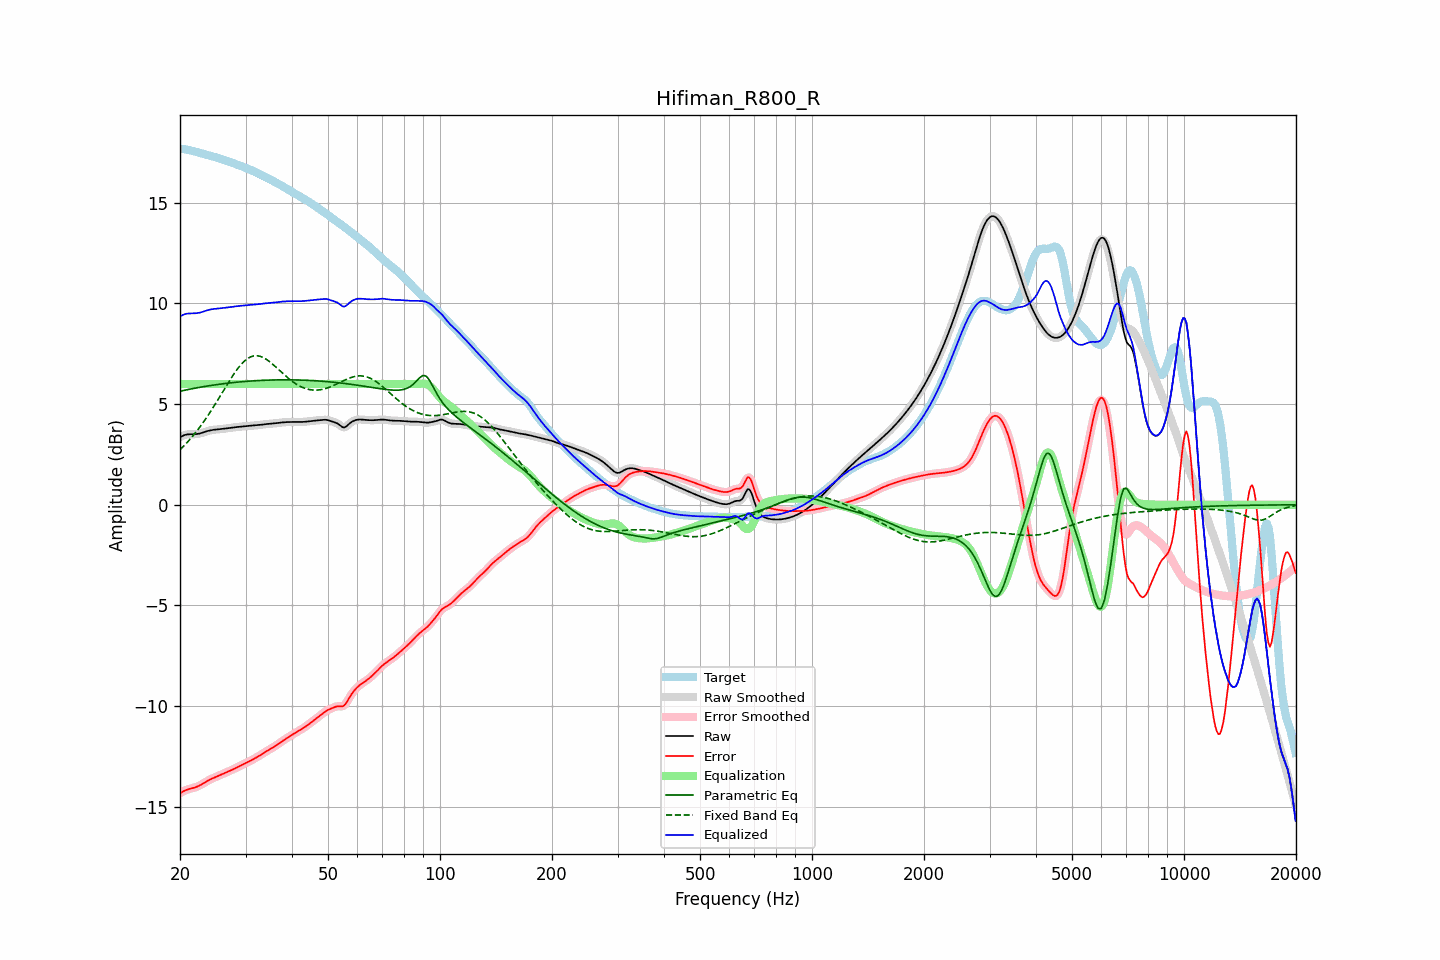 Hifiman_R800_R
Amplitude (dBr)
15
10
5
0
−5
−10
−15
Target
Raw Smoothed
Error Smoothed
Raw
Error
Equalization
Parametric Eq
Fixed Band Eq
Equalized
20 50 100 200 500 1000 2000 5000 10000 20000
Frequency (Hz)